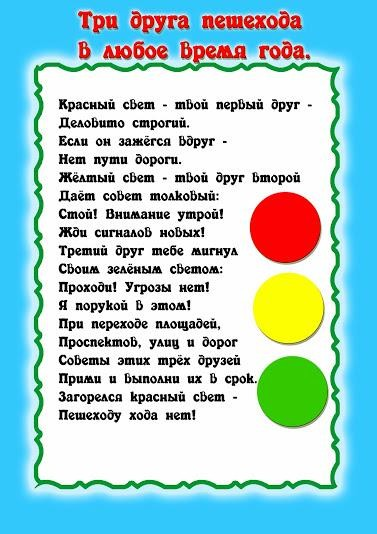 Три друга пешехода
в любое время года.
Красный свет - твой первый друг -
Деловито строгий.
Если он зажёгся вдруг -
Нет пути дороги.
Жёлтый свет - твой друг второй
Даёт совет толковый:
Стой! Внимание утрой!
Жди сигналов новых!
Третий друг тебе мигнул
Своим зелёным светом:
Проходи! Угрозы нет!
Я порукой в этом!
При переходе площадей,
Проспектов, улиц и дорог
Советы этих трёх друзей
Прими и выполни их в срок.
Загорелся красный свет -
Пешеходу хода нет!